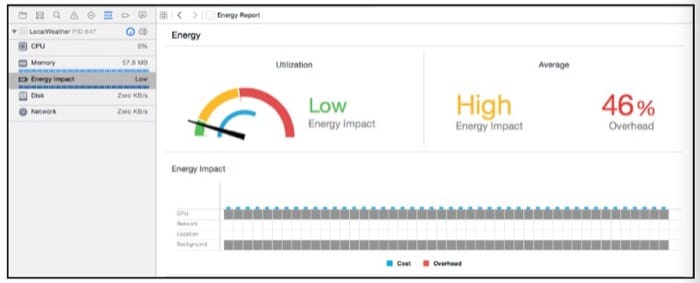 Energy Report
LocalWeather PID 647
CPU 0%
Memory 57.8 MB
Energy Impact Low
Disk Zero KB/s
Network Zero KB/s
Energy
Utilization
Low
Energy Impact
Average
High
Energy Impact
46%
Overhead
Energy Impact
CPU
Network
Location
Background
Cost
Overhead